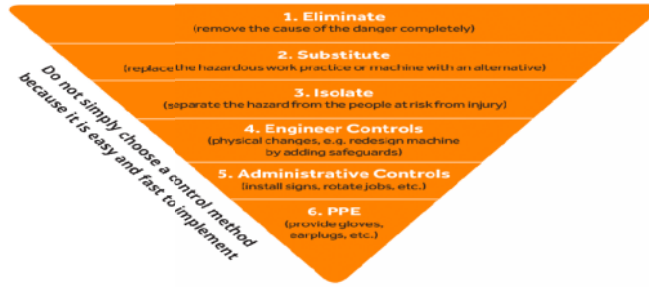 1. Eliminate
(remove the cause of the danger completely)
2. Substitute
(replace the hazardous work practice or machine with an alternative)
3. Isolate
(separate the hazard from the people at risk from injury)
4. Engineer Controls
(physical changes, e.g. redesign machine
by adding safeguards)
5. Administrative Controls
(install signs, rotate jobs, etc.)
6. PPE
(provide gloves,
earplugs, etc.)
Do not simply choose a control method
because it is easy and fast to implement